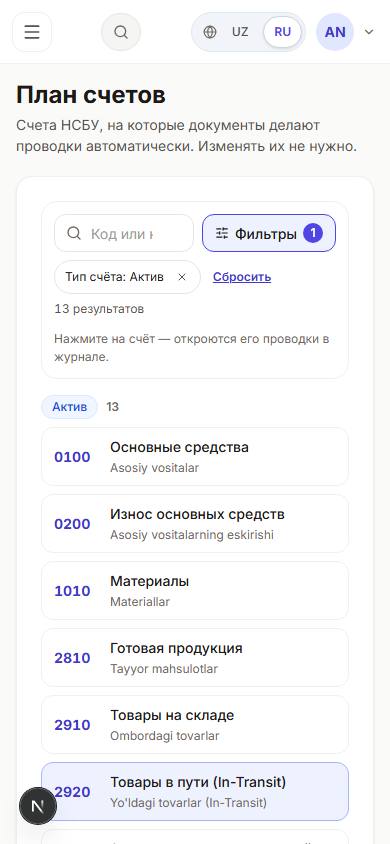 UZ RU AN
План счетов
Счета НСБУ, на которые документы делают
проводки автоматически. Изменять их не нужно.
Код или
Фильтры 1
Тип счёта: Актив × Сбросить
13 результатов
Нажмите на счёт — откроются его проводки в
журнале.
Актив 13
0100 Основные средства
Asosiy vositalar
0200 Износ основных средств
Asosiy vositalarning eskirishi
1010 Материалы
Materiallar
2810 Готовая продукция
Tayyor mahsulotlar
2910 Товары на складе
Ombordagi tovarlar
2920 Товары в пути (In-Transit)
Yo'ldagi tovarlar (In-Transit)
N